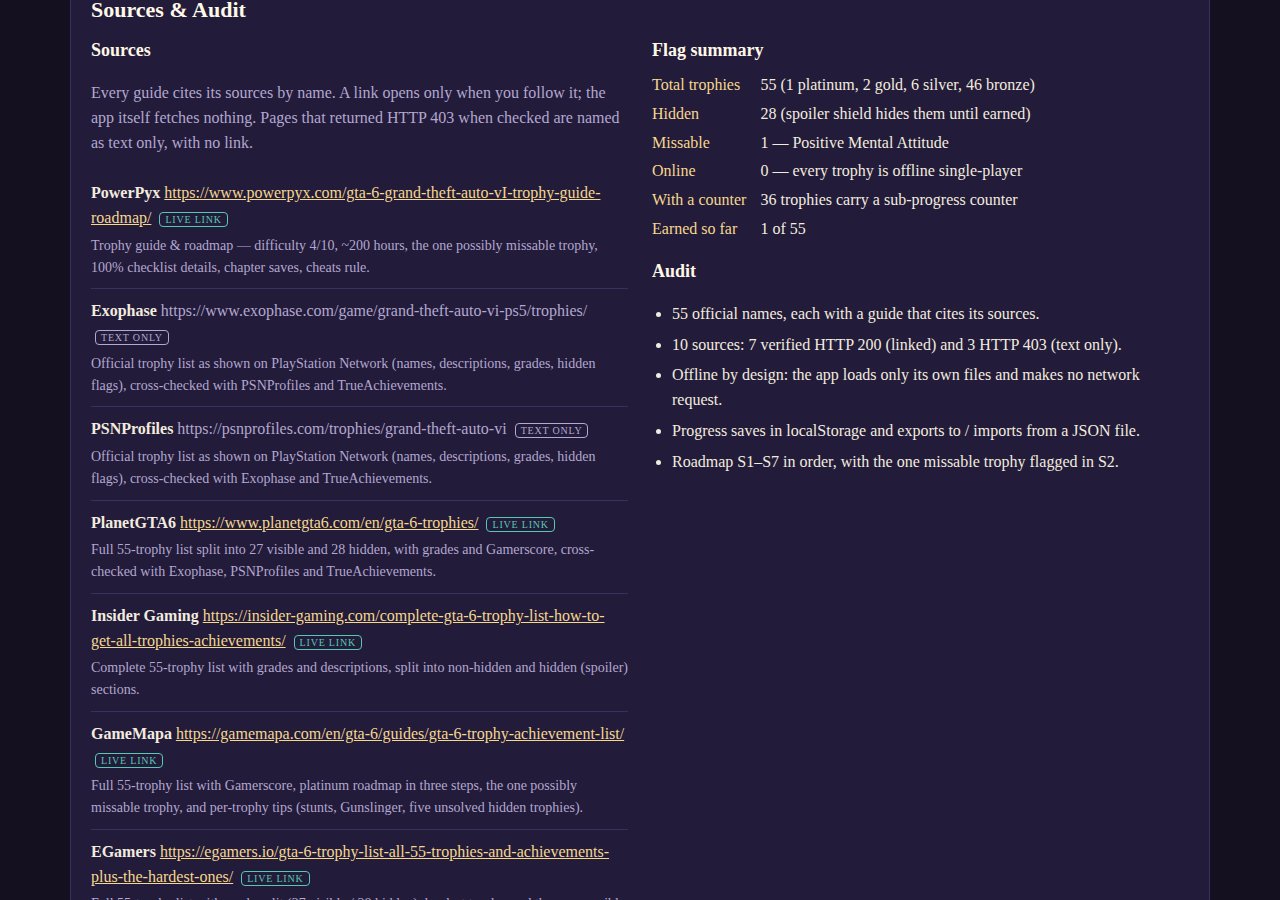 Sources & Audit
Sources
Every guide cites its sources by name. A link opens only when you follow it; the
app itself fetches nothing. Pages that returned HTTP 403 when checked are named
as text only, with no link.
PowerPyx https://www.powerpyx.com/gta-6-grand-theft-auto-vI-trophy-guide-
roadmap/ LIVE LINK
Trophy guide & roadmap — difficulty 4/10, ~200 hours, the one possibly missable trophy,
100% checklist details, chapter saves, cheats rule.
Exophase https://www.exophase.com/game/grand-theft-auto-vi-ps5/trophies/
TEXT ONLY
Official trophy list as shown on PlayStation Network (names, descriptions, grades, hidden
flags), cross-checked with PSNProfiles and TrueAchievements.
PSNProfiles https://psnprofiles.com/trophies/grand-theft-auto-vi TEXT ONLY
Official trophy list as shown on PlayStation Network (names, descriptions, grades, hidden
flags), cross-checked with Exophase and TrueAchievements.
PlanetGTA6 https://www.planetgta6.com/en/gta-6-trophies/ LIVE LINK
Full 55-trophy list split into 27 visible and 28 hidden, with grades and Gamerscore, cross-
checked with Exophase, PSNProfiles and TrueAchievements.
Insider Gaming https://insider-gaming.com/complete-gta-6-trophy-list-how-to-
get-all-trophies-achievements/ LIVE LINK
Complete 55-trophy list with grades and descriptions, split into non-hidden and hidden (spoiler)
sections.
GameMapa https://gamemapa.com/en/gta-6/guides/gta-6-trophy-achievement-list/
LIVE LINK
Full 55-trophy list with Gamerscore, platinum roadmap in three steps, the one possibly
missable trophy, and per-trophy tips (stunts, Gunslinger, five unsolved hidden trophies).
EGamers https://egamers.io/gta-6-trophy-list-all-55-trophies-and-achievements-
plus-the-hardest-ones/ LIVE LINK
Flag summary
Total trophies 55 (1 platinum, 2 gold, 6 silver, 46 bronze)
Hidden 28 (spoiler shield hides them until earned)
Missable 1 — Positive Mental Attitude
Online 0 — every trophy is offline single-player
With a counter 36 trophies carry a sub-progress counter
Earned so far 1 of 55
Audit
• 55 official names, each with a guide that cites its sources.
• 10 sources: 7 verified HTTP 200 (linked) and 3 HTTP 403 (text only).
• Offline by design: the app loads only its own files and makes no network
request.
• Progress saves in localStorage and exports to / imports from a JSON file.
• Roadmap S1–S7 in order, with the one missable trophy flagged in S2.